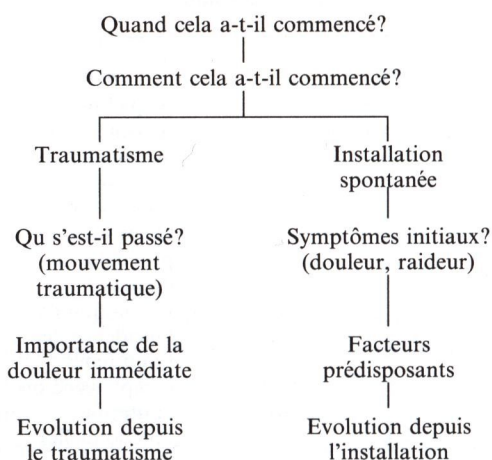 Quand cela a-t-il commencé?
Comment cela a-t-il commencé?
Traumatisme
Qu s'est-il passé?
(mouvement
traumatique)
Importance de la
douleur immédiate
Evolution depuis
le traumatisme
Installation
spontanée
Symptômes initiaux?
(douleur, raideur)
Facteurs
prédisposants
Evolution depuis
l'installation